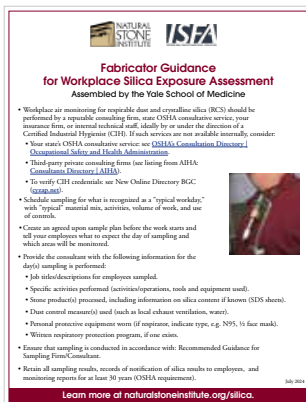 NATURAL
STONE
INSTITUTE
ISFA
Fabricator Guidance
for Workplace Silica Exposure Assessment
Assembled by the Yale School of Medicine
• Workplace air monitoring for respirable dust and crystalline silica (RCS) should be
performed by a reputable consulting firm, state OSHA consultative service, your
insurance firm, or internal technical staff, ideally by or under the direction of a
Certified Industrial Hygienist (CIH). If such services are not available internally, consider:
• Your state's OSHA consultative service: see OSHA's Consultation Directory |
Occupational Safety and Health Administration.
• Third-party private consulting firms (see listing from AIHA:
Consultants Directory | AIHA).
• To verify CIH credentials: see New Online Directory BGC
(cyzap.net).
• Schedule sampling for what is recognized as a "typical workday,"
with "typical" material mix, activities, volume of work, and use
of controls.
• Create an agreed upon sample plan before the work starts and
tell your employees what to expect the day of sampling and
which areas will be monitored.
• Provide the consultant with the following information for the
day(s) sampling is performed:
• Job titles/descriptions for employees sampled.
• Specific activities performed (activities/operations, tools and equipment used).
• Stone product(s) processed, including information on silica content if known (SDS sheets).
• Dust control measure(s) used (such as local exhaust ventilation, water).
• Personal protective equipment worn (if respirator, indicate type, e.g. N95, ½ face mask).
• Written respiratory protection program, if one exists.
• Ensure that sampling is conducted in accordance with: Recommended Guidance for
Sampling Firm/Consultant.
• Retain all sampling results, records of notification of silica results to employees, and
monitoring reports for at least 30 years (OSHA requirement).
July 2024
Learn more at naturalstoneinstitute.org/silica.